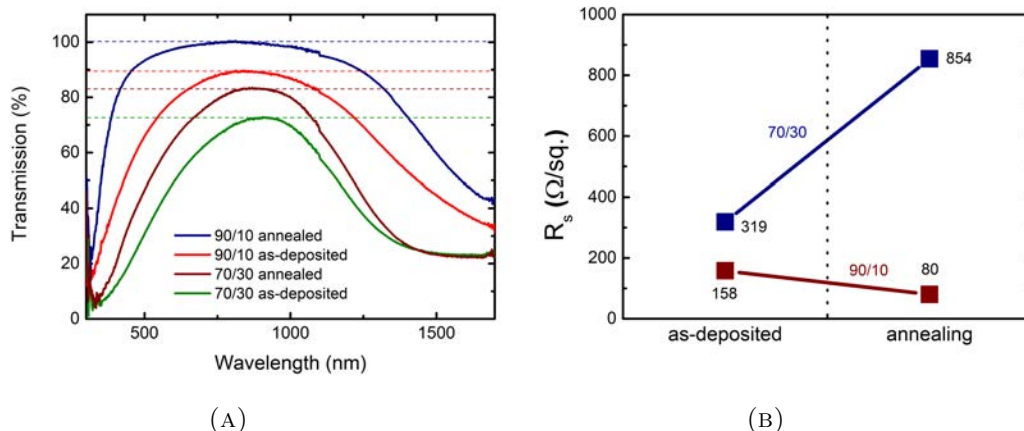 Transmission (%)
100
80
60
40
20
0
90/10 annealed
90/10 as-deposited
70/30 annealed
70/30 as-deposited
500
1000
1500
Wavelength (nm)
(A)
Rs (Ω/sq.)
1000
800
600
400
200
0
854
70/30
319
90/10
80
158
as-deposited
annealing
(B)